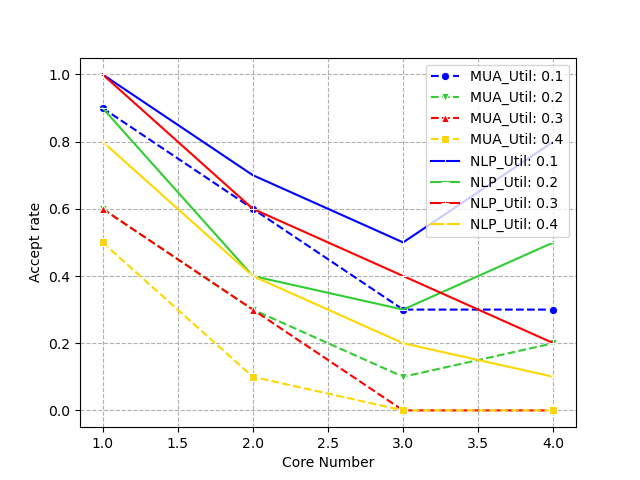 MUA_Util: 0.1
MUA_Util: 0.2
MUA_Util: 0.3
MUA_Util: 0.4
NLP_Util: 0.1
NLP_Util: 0.2
NLP_Util: 0.3
NLP_Util: 0.4
1.0
0.8
0.6
0.4
0.2
0.0
Accept rate
1.0 1.5 2.0 2.5 3.0 3.5 4.0
Core Number